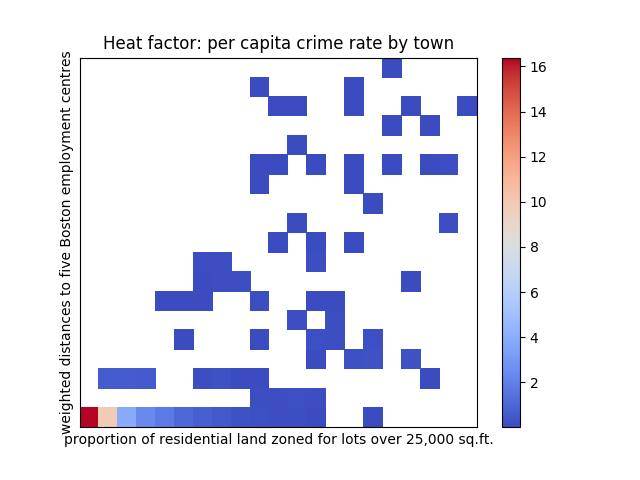 Heat factor: per capita crime rate by town
weighted distances to five Boston employment centres
proportion of residential land zoned for lots over 25,000 sq.ft.
16
14
12
10
8
6
4
2